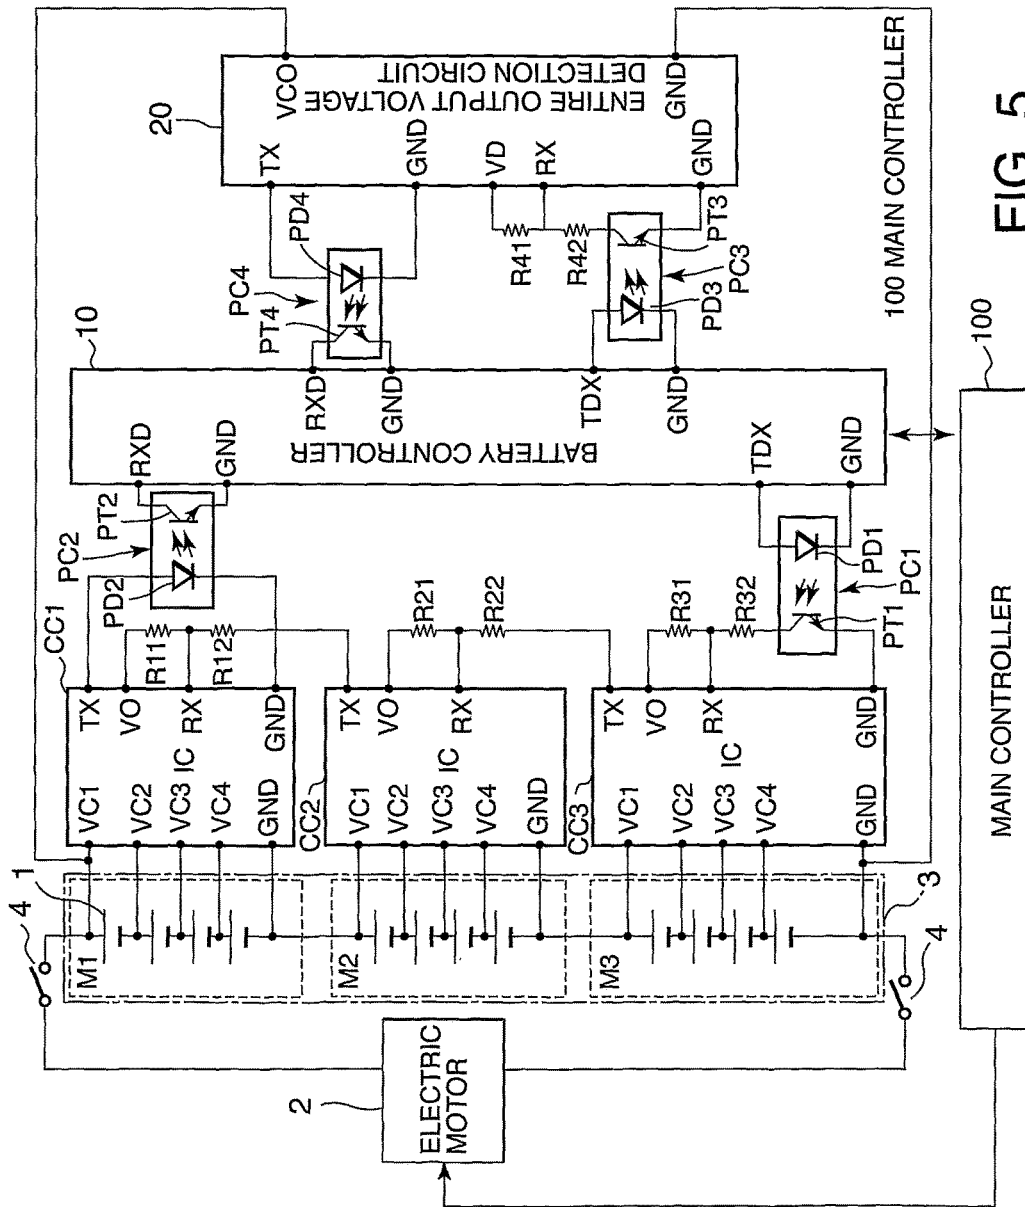 20
VCO
ENTIRE OUTPUT VOLTAGE
DETECTION CIRCUIT
GND
TX
GND
VD
RX
GND
PD4
PC4
PT4
R41
R42
PT3
PC3
PD3
10
RXD
GND
TDX
GND
BATTERY CONTROLLER
RXD
GND
TDX
GND
PT2
PC2
PD2
PD1
PC1
PT1
CC1
R11
R12
R21
R22
R31
R32
TX
VO
RX
GND
IC
VC1
VC2
VC3
VC4
GND
CC2
TX
VO
RX
IC
VC1
VC2
VC3
VC4
GND
CC3
TX
VO
RX
GND
IC
VC1
VC2
VC3
VC4
GND
1
4
M1
M2
M3
3
4
2
ELECTRIC
MOTOR
100 MAIN CONTROLLER
100
MAIN CONTROLLER
FIG. 5